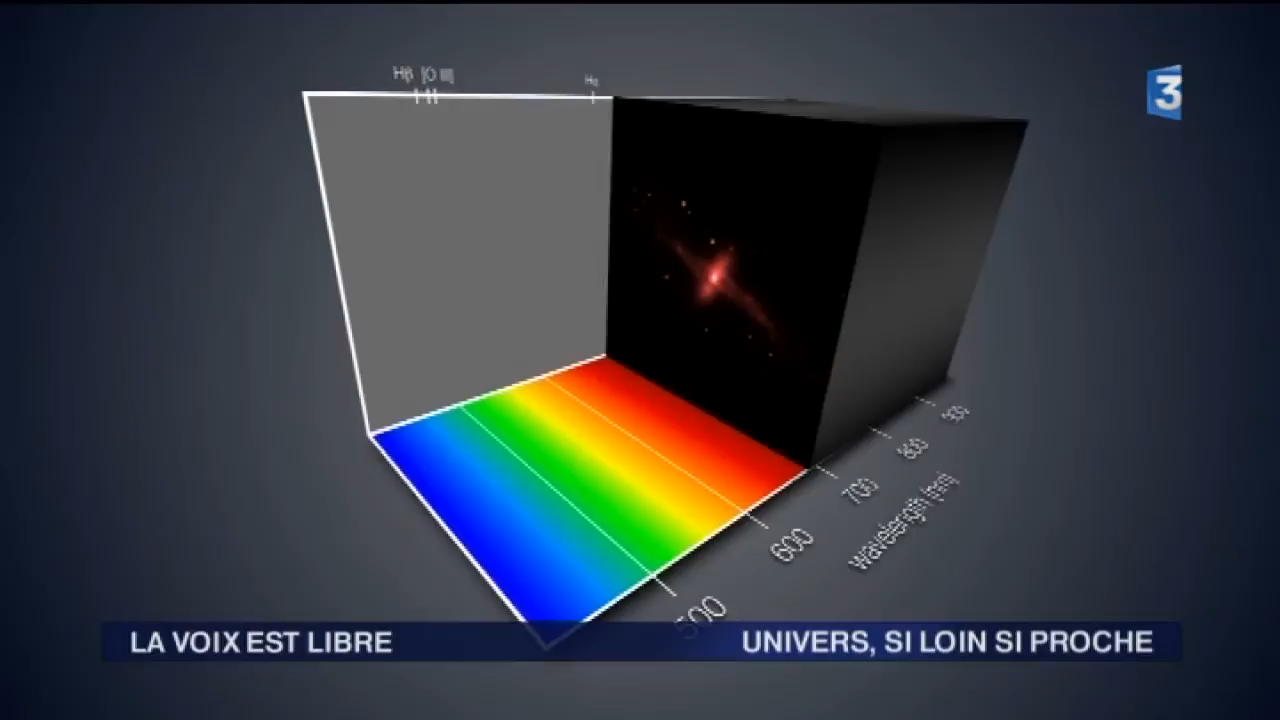 Hβ [O III]
Hα
3
900
800
700
wavelength [nm]
600
500
LA VOIX EST LIBRE
UNIVERS, SI LOIN SI PROCHE